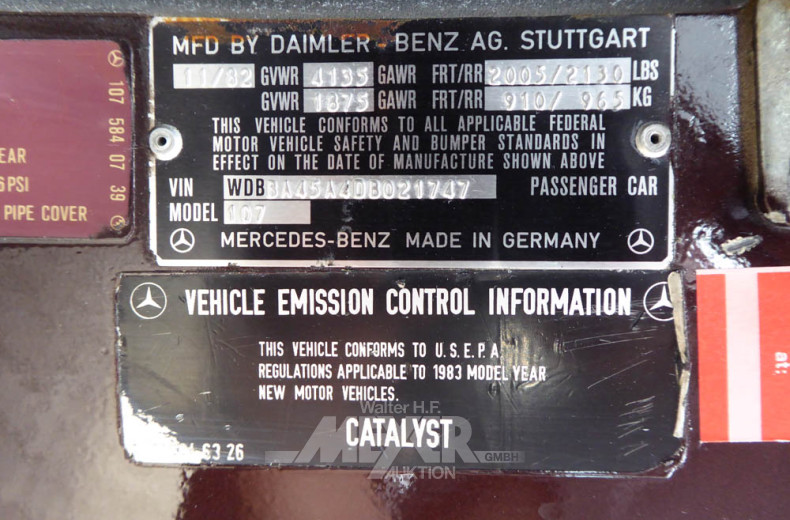 MFD BY DAIMLER - BENZ AG. STUTTGART
11/82 GVWR 4135 GAWR FRT/RR 2005/2130 LBS
GVWR 1875 GAWR FRT/RR 910/ 965 KG
THIS VEHICLE CONFORMS TO ALL APPLICABLE FEDERAL
MOTOR VEHICLE SAFETY AND BUMPER STANDARDS IN
EFFECT ON THE DATE OF MANUFACTURE SHOWN ABOVE
VIN WDBBA45A4DB021747 PASSENGER CAR
MODEL 107
MERCEDES-BENZ MADE IN GERMANY
107 584 07 39
EAR
PSI
PIPE COVER
VEHICLE EMISSION CONTROL INFORMATION
THIS VEHICLE CONFORMS TO U.S.E.P.A.
REGULATIONS APPLICABLE TO 1983 MODEL YEAR
NEW MOTOR VEHICLES.
CATALYST
63 26
Walter H.F.
MEYER
GMBH
AUKTION
at: